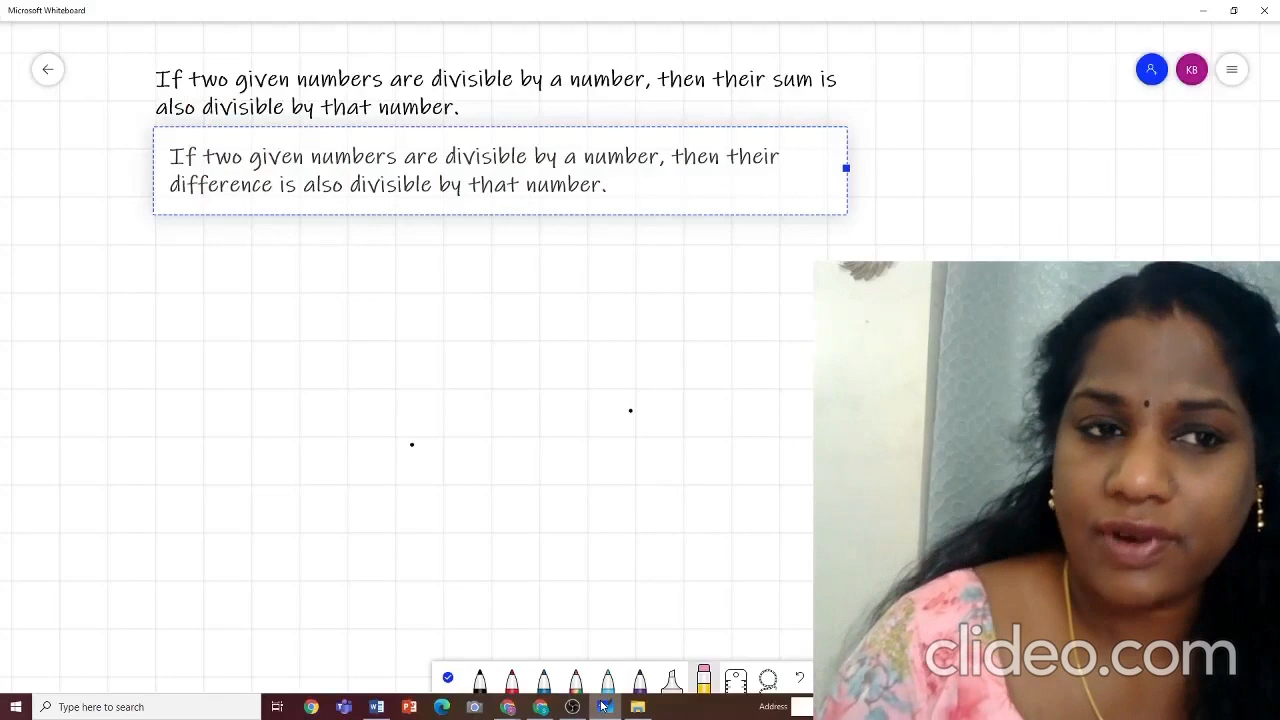 Microsoft Whiteboard
If two given numbers are divisible by a number, then their sum is
also divisible by that number.
KB
If two given numbers are divisible by a number, then their
difference is also divisible by that number.
clideo.com
Type here to search
Address